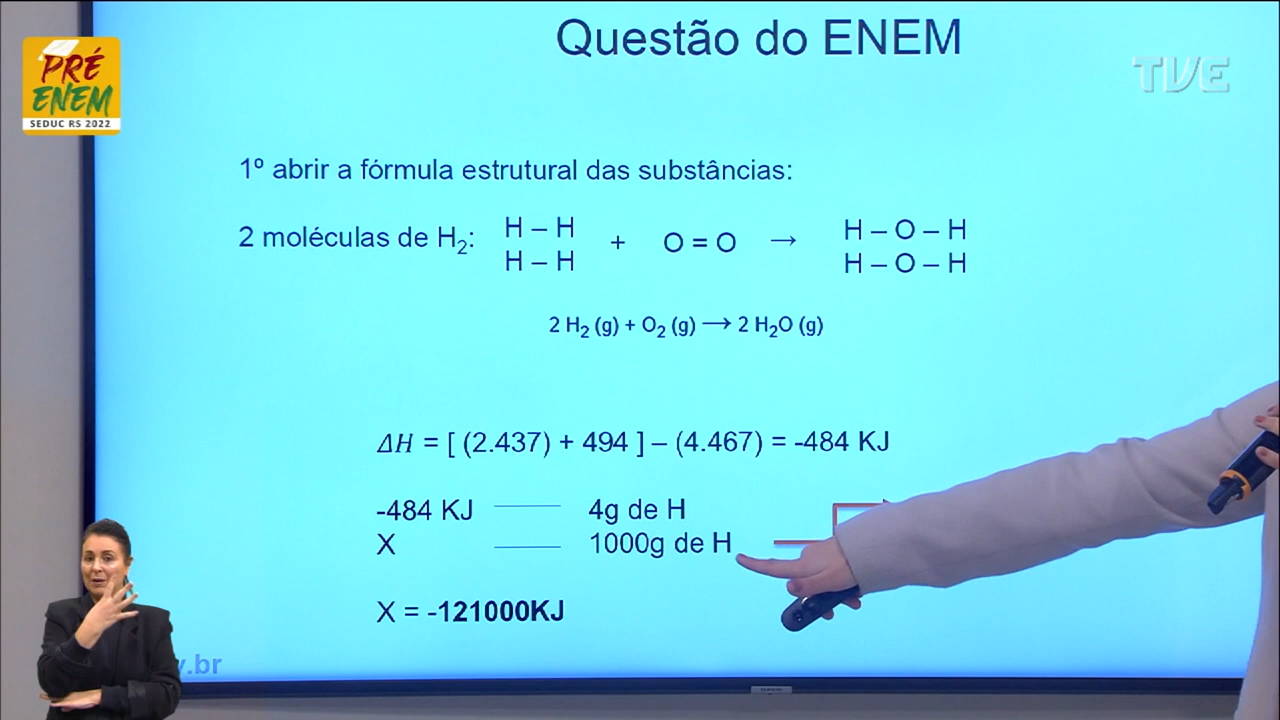 Questão do ENEM
PRÉ
ENEM
SEDUC RS 2022
TVE
1º abrir a fórmula estrutural das substâncias:
2 moléculas de H₂: H – H + O = O → H – O – H
H – H H – O – H
2 H₂ (g) + O₂ (g) → 2 H₂O (g)
ΔH = [ (2.437) + 494 ] – (4.467) = -484 KJ
-484 KJ —— 4g de H
X —— 1000g de H
X = -121000KJ
.br